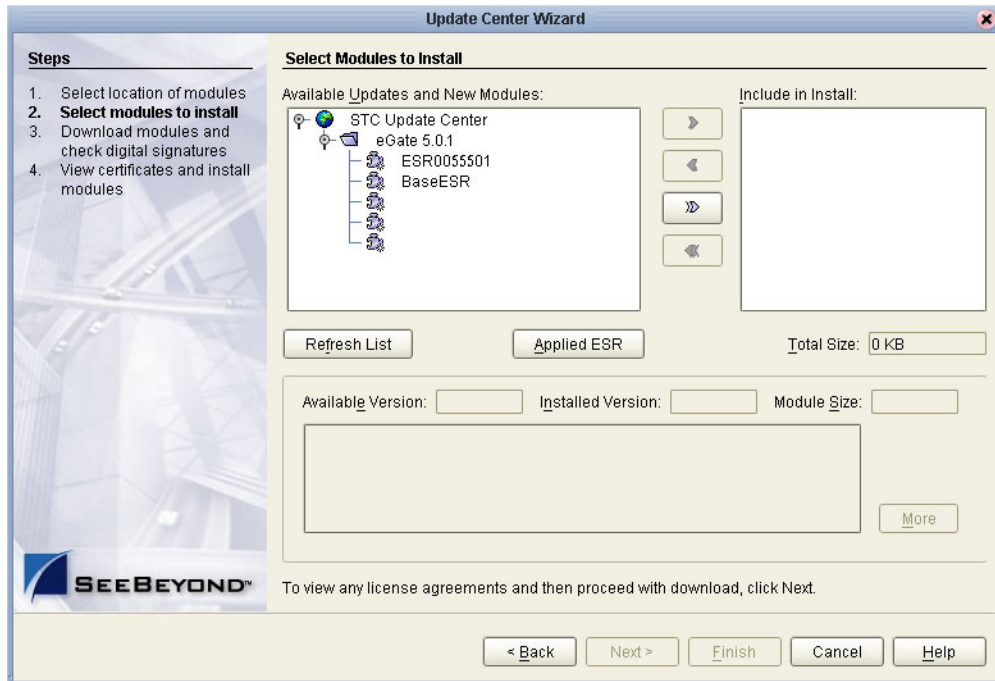 Update Center Wizard
Steps
1. Select location of modules
2. Select modules to install
3. Download modules and
check digital signatures
4. View certificates and install
modules
Select Modules to Install
Available Updates and New Modules:
STC Update Center
eGate 5.0.1
ESR0055501
BaseESR
Include in Install:
Refresh List
Applied ESR
Total Size: 0 KB
Available Version:
Installed Version:
Module Size:
More
SEEBEYOND™
To view any license agreements and then proceed with download, click Next.
< Back
Next >
Finish
Cancel
Help